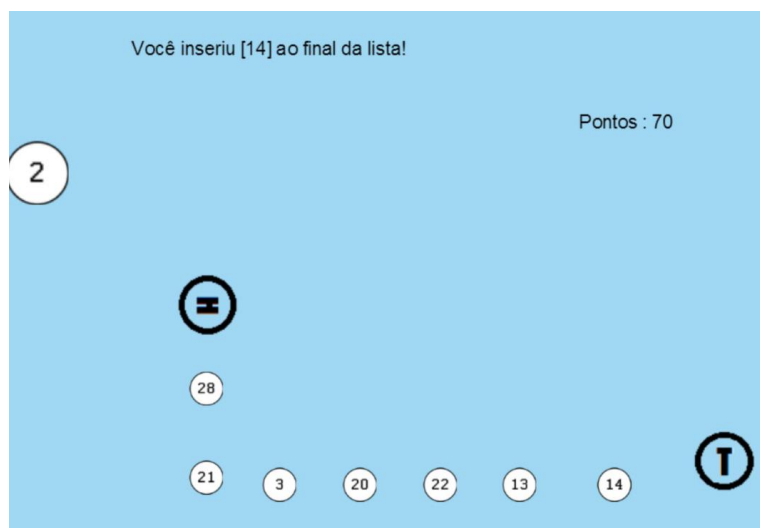 Você inseriu [14] ao final da lista!
Pontos : 70
2
H
28
21 3 20 22 13 14
T